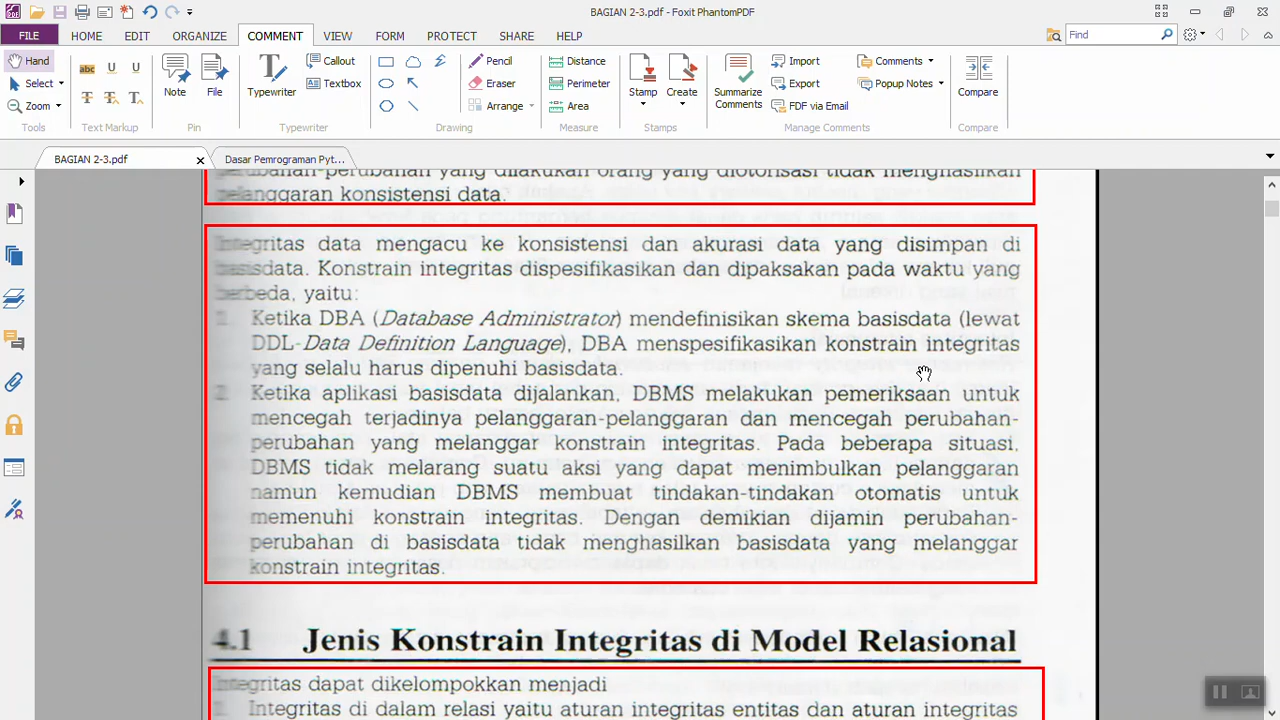 BAGIAN 2-3.pdf - Foxit PhantomPDF
FILE HOME EDIT ORGANIZE COMMENT VIEW FORM PROTECT SHARE HELP Find
Hand Select Zoom Tools
abc U U T T T Text Markup
Note File Pin
Typewriter Callout Textbox Typewriter
Pencil Eraser Arrange Drawing
Distance Perimeter Area Measure
Stamp Create Stamps
Summarize Comments Import Export FDF via Email Comments Popup Notes Manage Comments
Compare Compare
BAGIAN 2-3.pdf Dasar Pemrograman Pyt...
perubahan-perubahan yang dilakukan orang yang diotorisasi tidak menghasilkan
pelanggaran konsistensi data.
Integritas data mengacu ke konsistensi dan akurasi data yang disimpan di
basisdata. Konstrain integritas dispesifikasikan dan dipaksakan pada waktu yang
berbeda, yaitu:
1. Ketika DBA (Database Administrator) mendefinisikan skema basisdata (lewat
DDL-Data Definition Language), DBA menspesifikasikan konstrain integritas
yang selalu harus dipenuhi basisdata.
2. Ketika aplikasi basisdata dijalankan, DBMS melakukan pemeriksaan untuk
mencegah terjadinya pelanggaran-pelanggaran dan mencegah perubahan-
perubahan yang melanggar konstrain integritas. Pada beberapa situasi,
DBMS tidak melarang suatu aksi yang dapat menimbulkan pelanggaran
namun kemudian DBMS membuat tindakan-tindakan otomatis untuk
memenuhi konstrain integritas. Dengan demikian dijamin perubahan-
perubahan di basisdata tidak menghasilkan basisdata yang melanggar
konstrain integritas.
4.1 Jenis Konstrain Integritas di Model Relasional
Integritas dapat dikelompokkan menjadi
1. Integritas di dalam relasi yaitu aturan integritas entitas dan aturan integritas